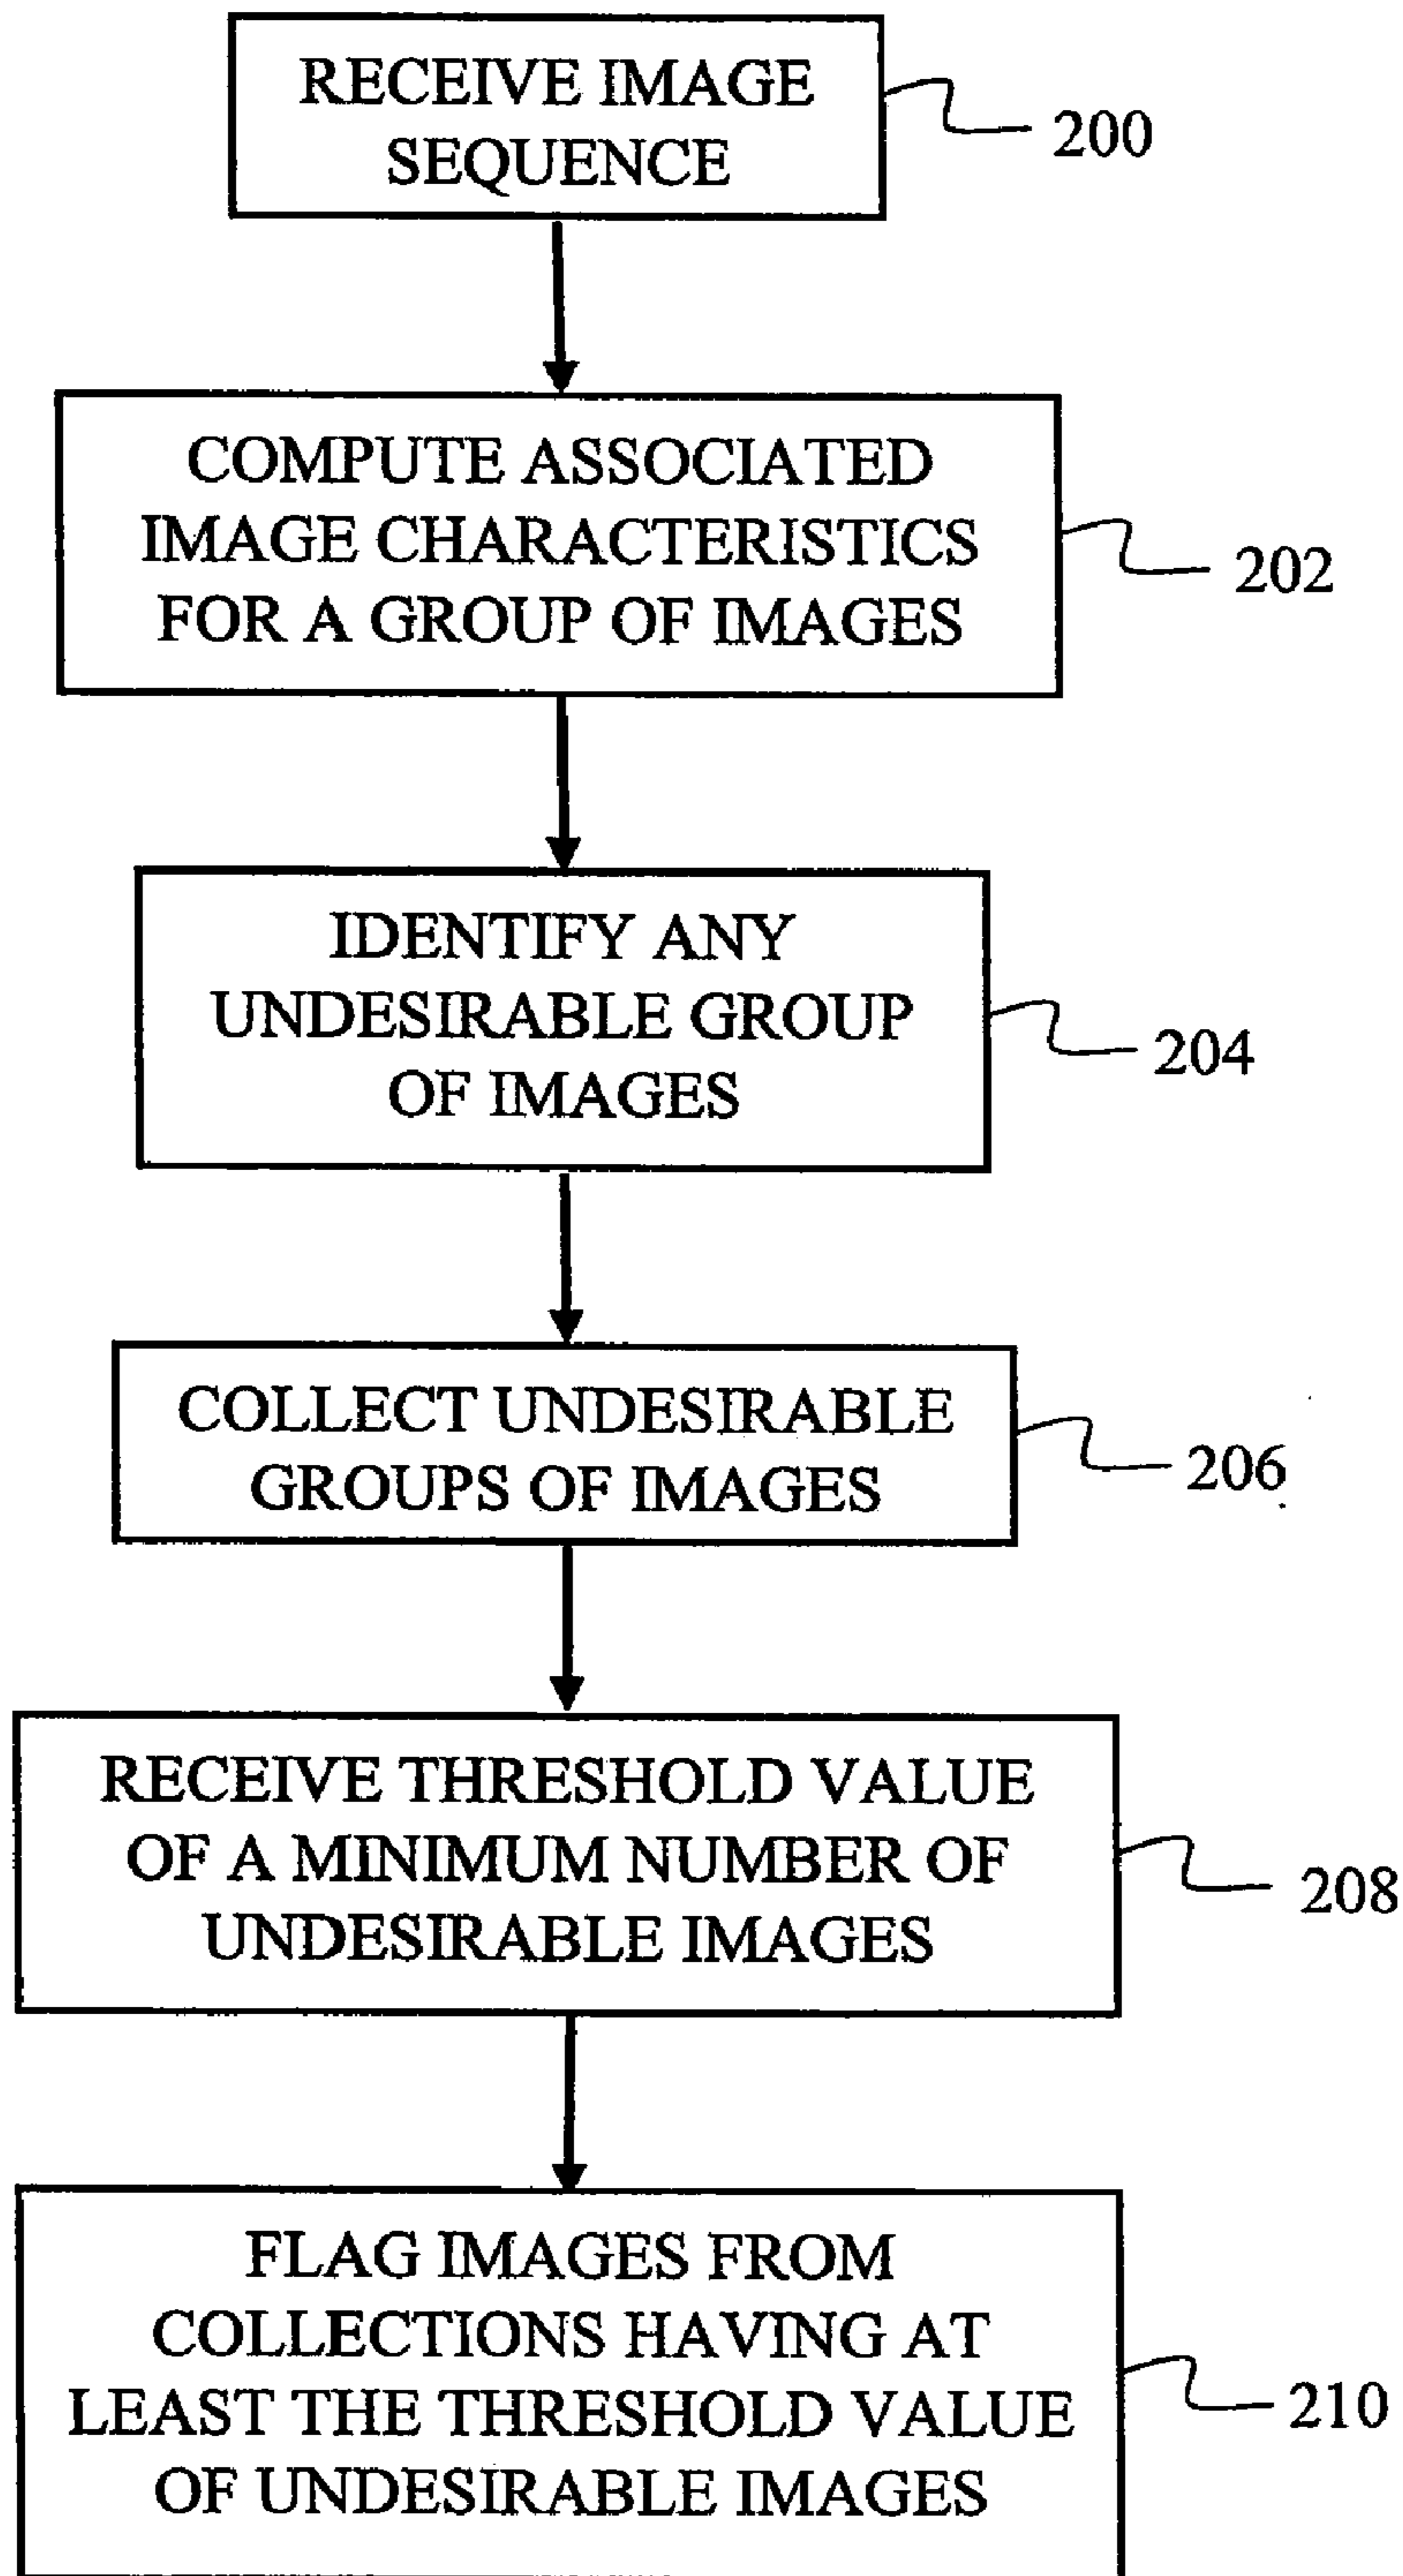 RECEIVE IMAGE
SEQUENCE
200
COMPUTE ASSOCIATED
IMAGE CHARACTERISTICS
FOR A GROUP OF IMAGES
202
IDENTIFY ANY
UNDESIRABLE GROUP
OF IMAGES
204
COLLECT UNDESIRABLE
GROUPS OF IMAGES
206
RECEIVE THRESHOLD VALUE
OF A MINIMUM NUMBER OF
UNDESIRABLE IMAGES
208
FLAG IMAGES FROM
COLLECTIONS HAVING AT
LEAST THE THRESHOLD VALUE
OF UNDESIRABLE IMAGES
210